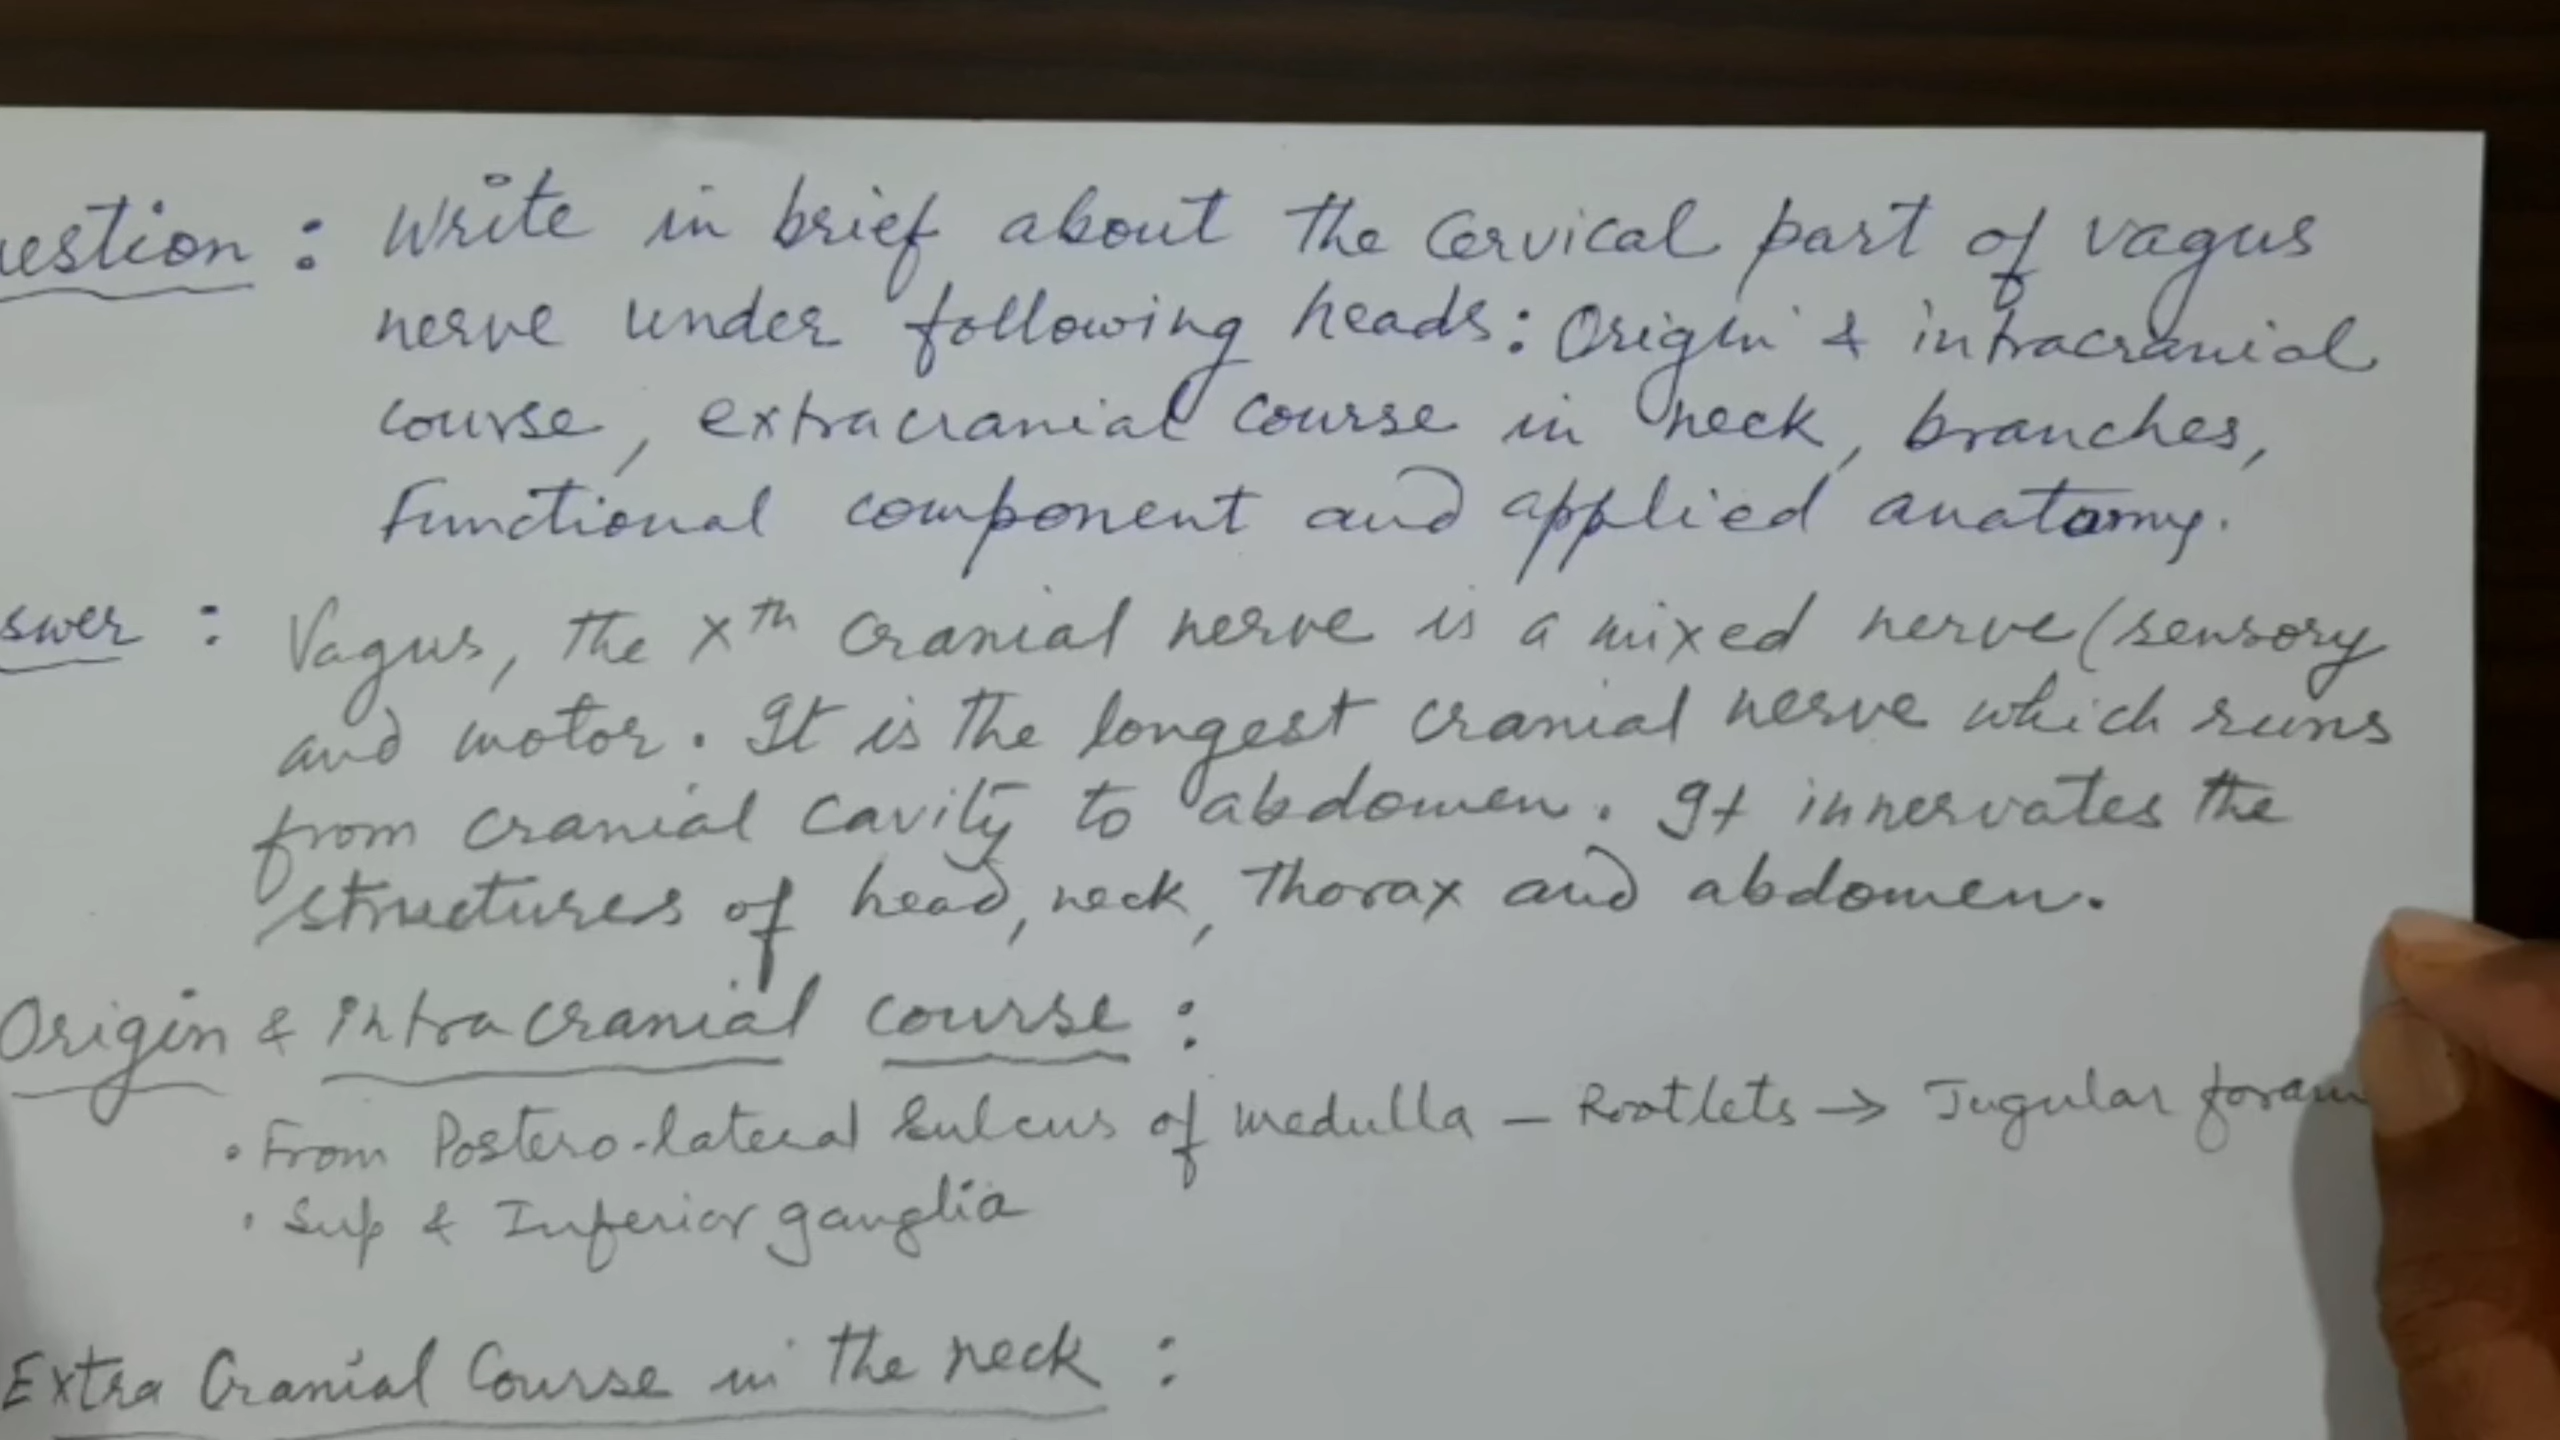 uestion : Write in brief about the Cervical part of vagus
nerve under following heads: Origin & intracranial
course, extracranial course in neck, branches,
Functional component and applied anatomy.
swer : Vagus, the Xth Cranial nerve is a mixed nerve (sensory
and motor. It is the longest cranial nerve which runs
from cranial cavity to abdomen. It innervates the
structures of head, neck, Thorax and abdomen.
Origin & intracranial course :
• From Postero-lateral Sulcus of medulla – Rootlets → Jugular foram
• Sup & Inferior ganglia
Extra Cranial Course in the neck :